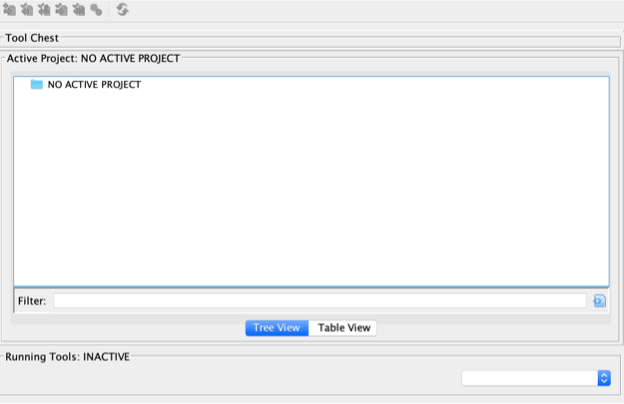 Tool Chest
Active Project: NO ACTIVE PROJECT
NO ACTIVE PROJECT
Filter:
Tree View Table View
Running Tools: INACTIVE